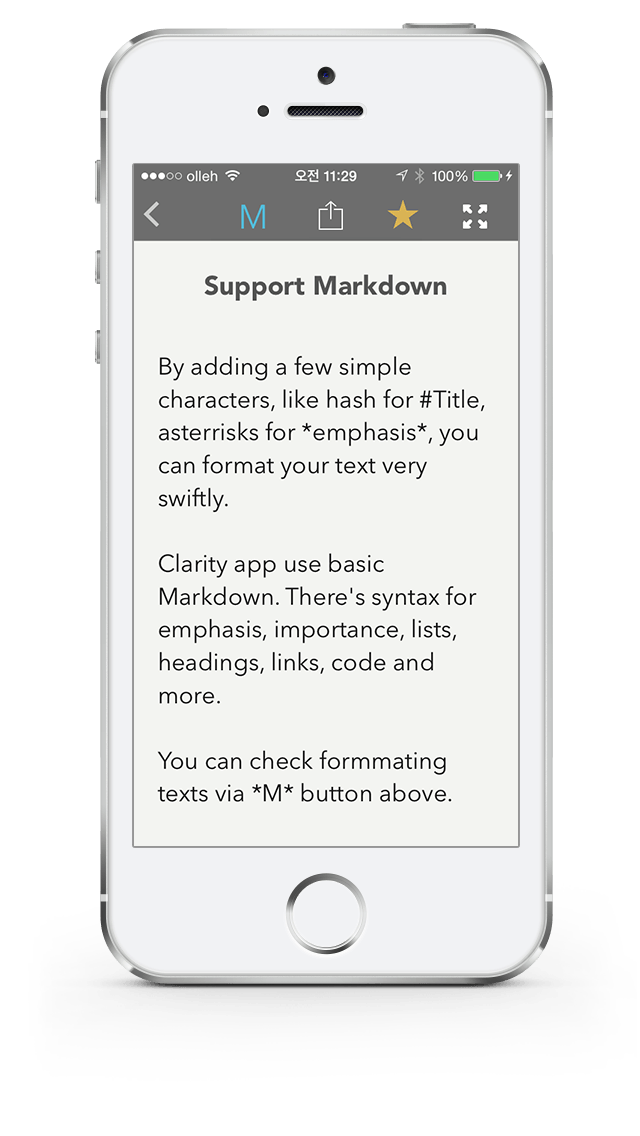 olleh 오전 11:29 100%
M
Support Markdown
By adding a few simple
characters, like hash for #Title,
asterrisks for *emphasis*, you
can format your text very
swiftly.
Clarity app use basic
Markdown. There's syntax for
emphasis, importance, lists,
headings, links, code and
more.
You can check formmating
texts via *M* button above.